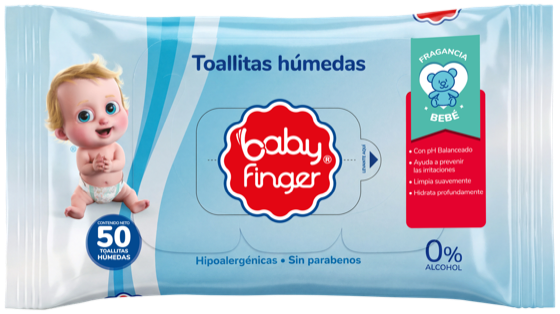 Toallitas húmedas
FRAGANCIA
BEBÉ
baby®
finger
• Con pH Balanceado
• Ayuda a prevenir
las irritaciones
• Limpia suavemente
• Hidrata profundamente
CONTENIDO NETO
50
TOALLITAS
HÚMEDAS
Hipoalergénicas • Sin parabenos
0%
ALCOHOL